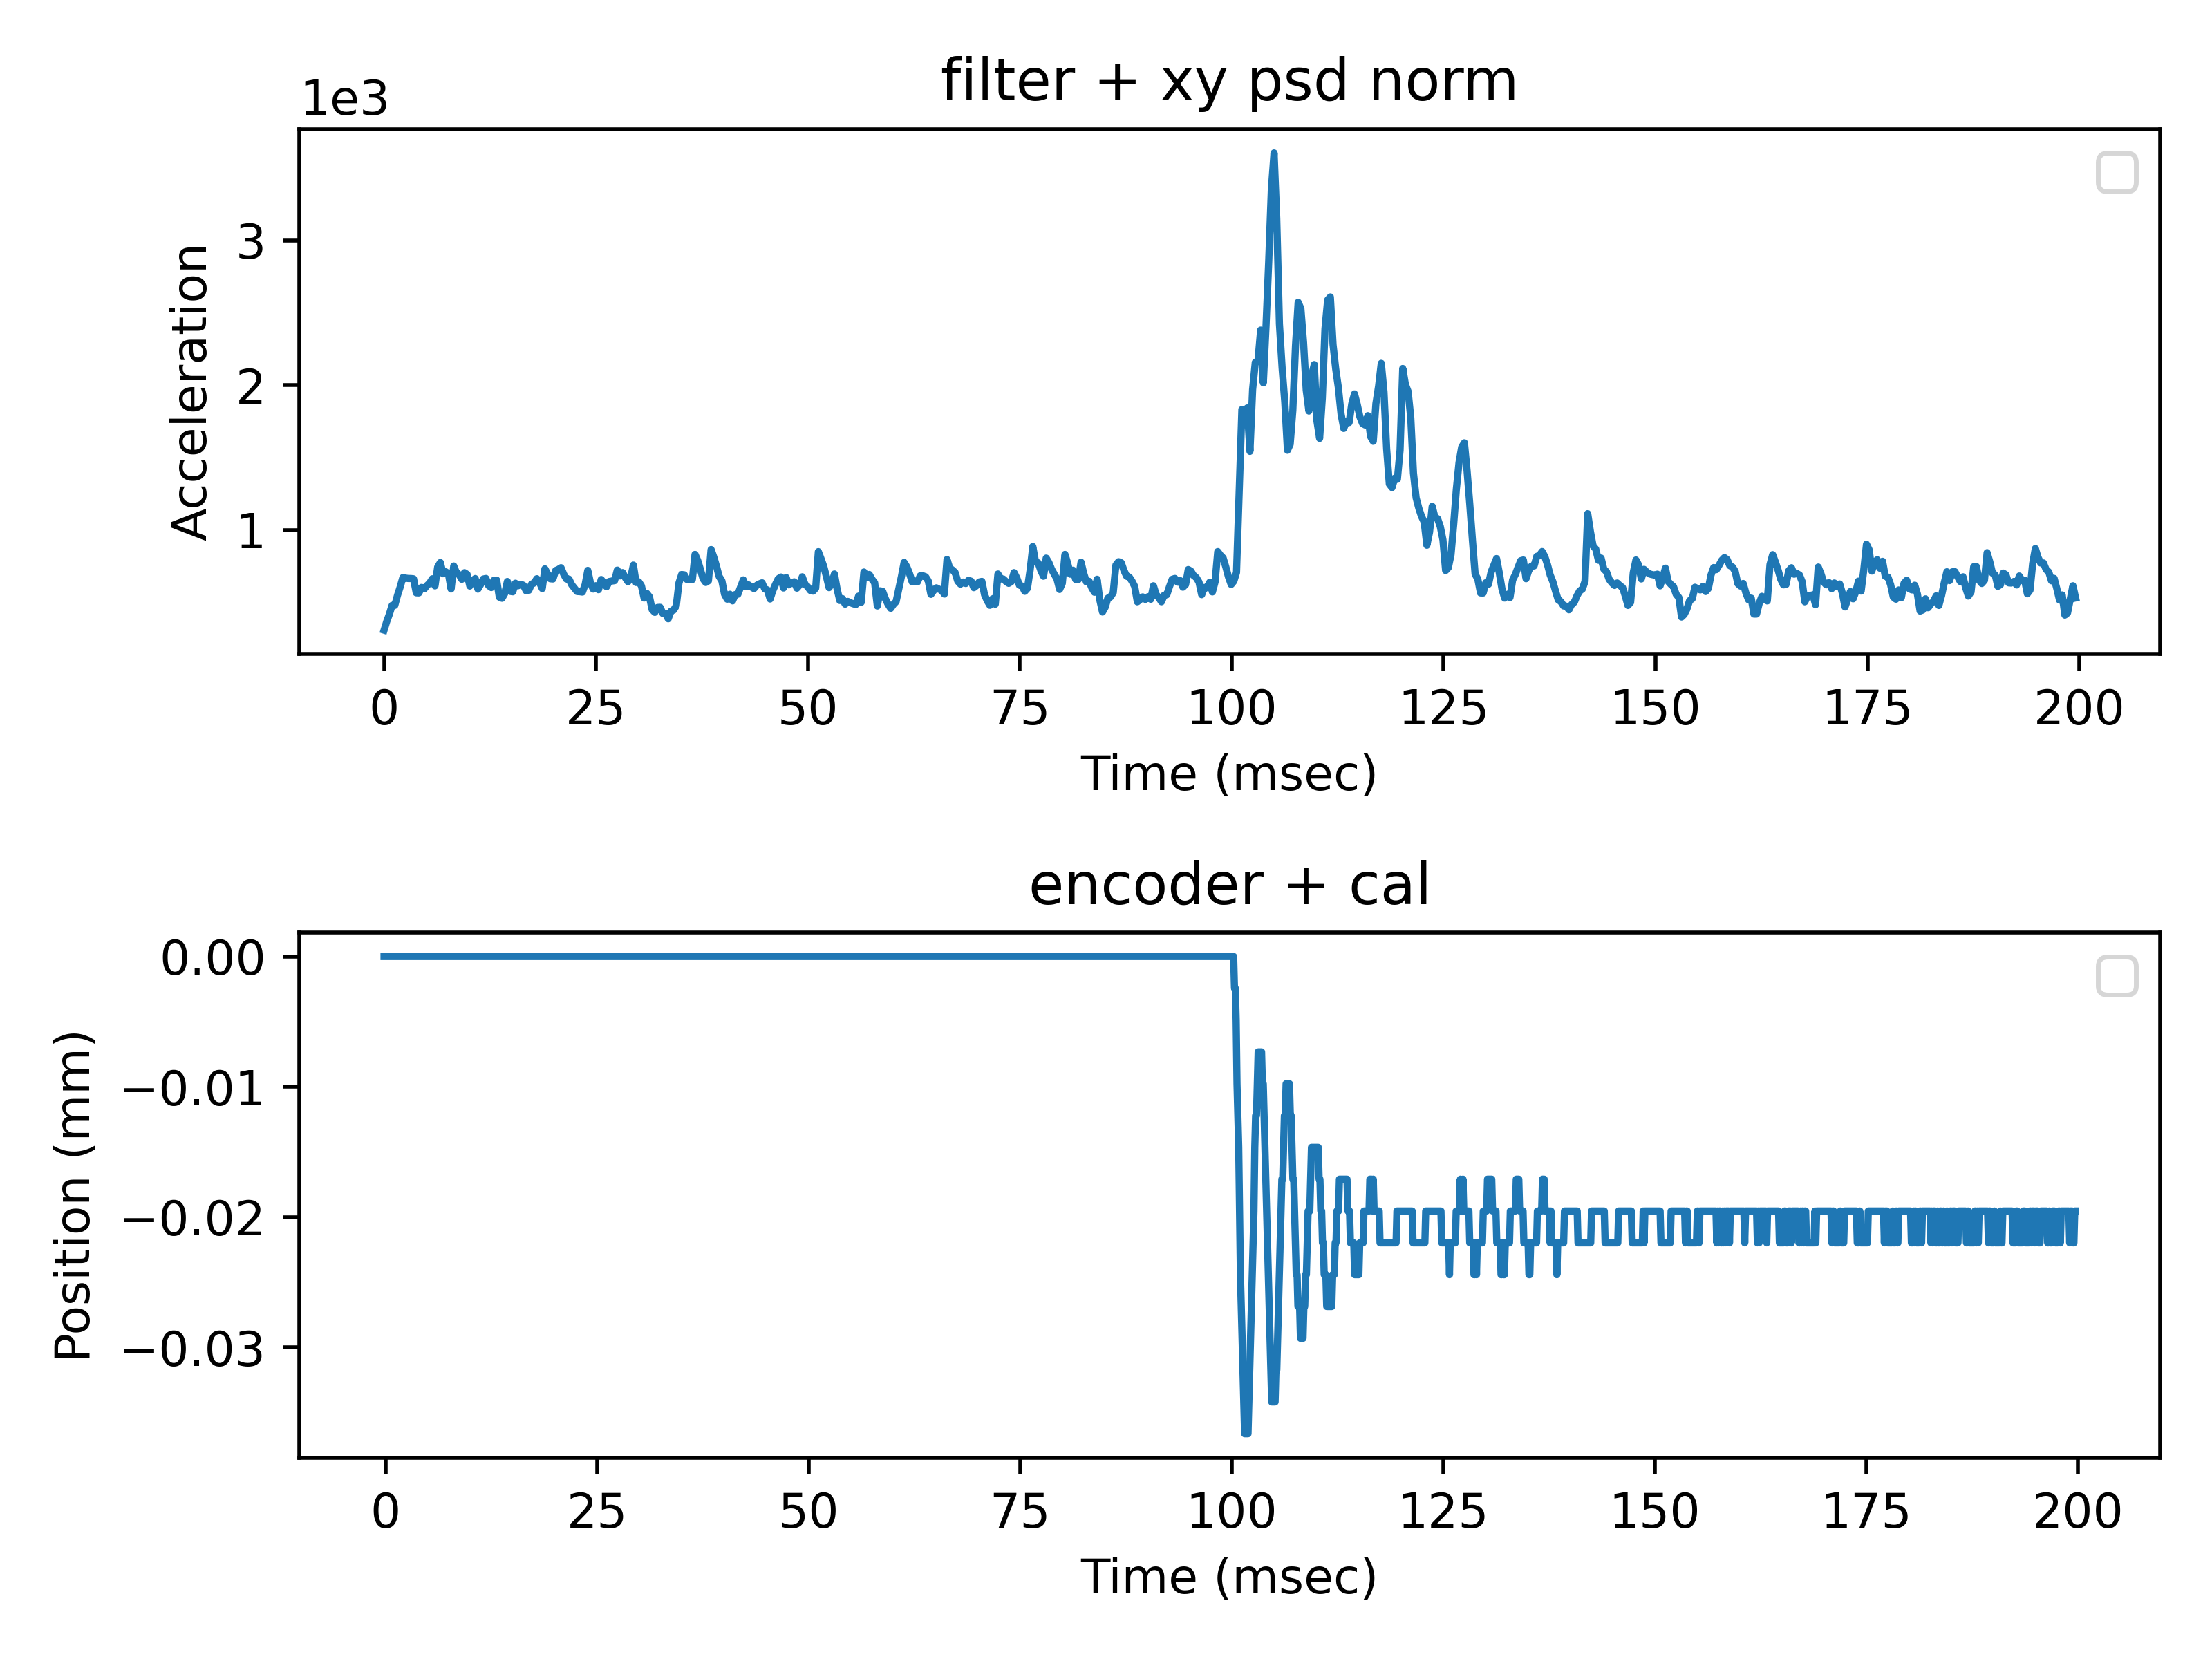 filter + xy psd norm
1e3
Acceleration
3
2
1
0 25 50 75 100 125 150 175 200
Time (msec)
encoder + cal
Position (mm)
0.00
−0.01
−0.02
−0.03
0 25 50 75 100 125 150 175 200
Time (msec)